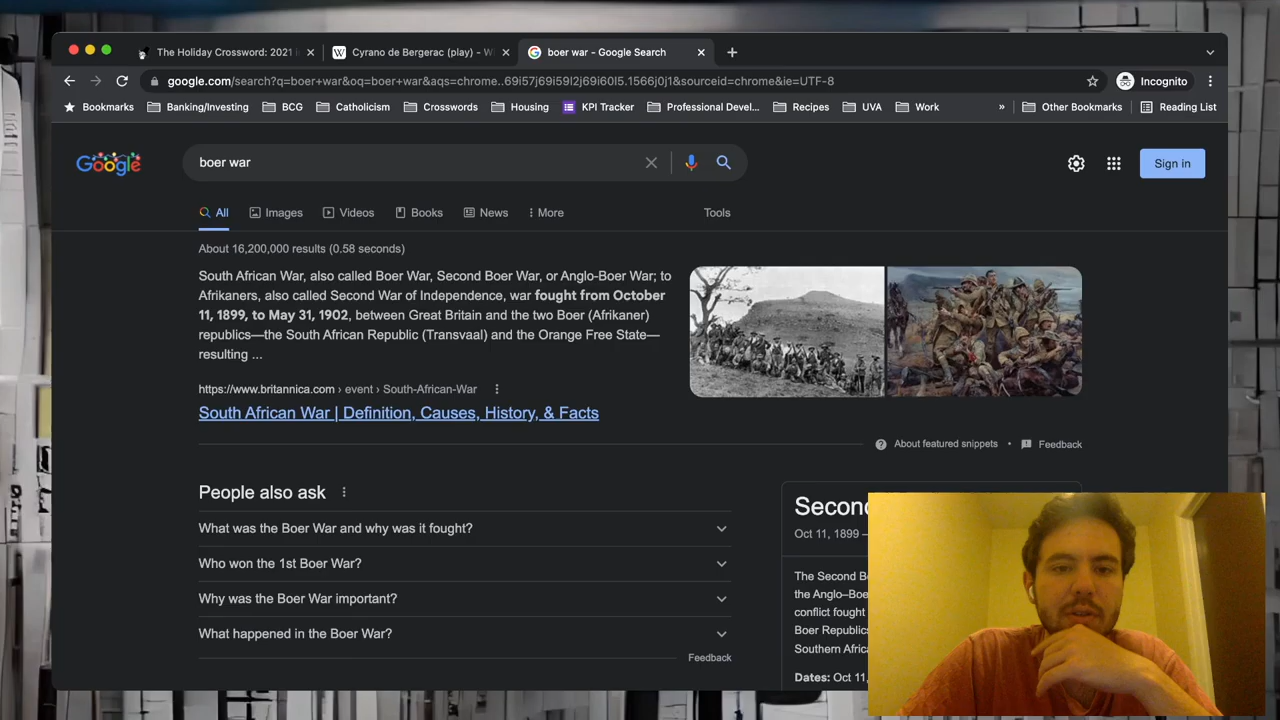 The Holiday Crossword: 2021 i
Cyrano de Bergerac (play) - W
boer war - Google Search
google.com/search?q=boer+war&oq=boer+war&aqs=chrome..69i57j69i59l2j69i60l5.1566j0j1&sourceid=chrome&ie=UTF-8
Incognito
Bookmarks
Banking/Investing
BCG
Catholicism
Crosswords
Housing
KPI Tracker
Professional Devel...
Recipes
UVA
Work
»
Other Bookmarks
Reading List
Google
boer war
Sign in
All
Images
Videos
Books
News
More
Tools
About 16,200,000 results (0.58 seconds)
South African War, also called Boer War, Second Boer War, or Anglo-Boer War; to
Afrikaners, also called Second War of Independence, war fought from October
11, 1899, to May 31, 1902, between Great Britain and the two Boer (Afrikaner)
republics—the South African Republic (Transvaal) and the Orange Free State—
resulting ...
https://www.britannica.com › event › South-African-War
South African War | Definition, Causes, History, & Facts
About featured snippets • Feedback
People also ask
What was the Boer War and why was it fought?
Who won the 1st Boer War?
Why was the Boer War important?
What happened in the Boer War?
Feedback
Secon
Oct 11, 1899 –
The Second B
the Anglo–Boe
conflict fought
Boer Republic
Southern Afric
Dates: Oct 11,